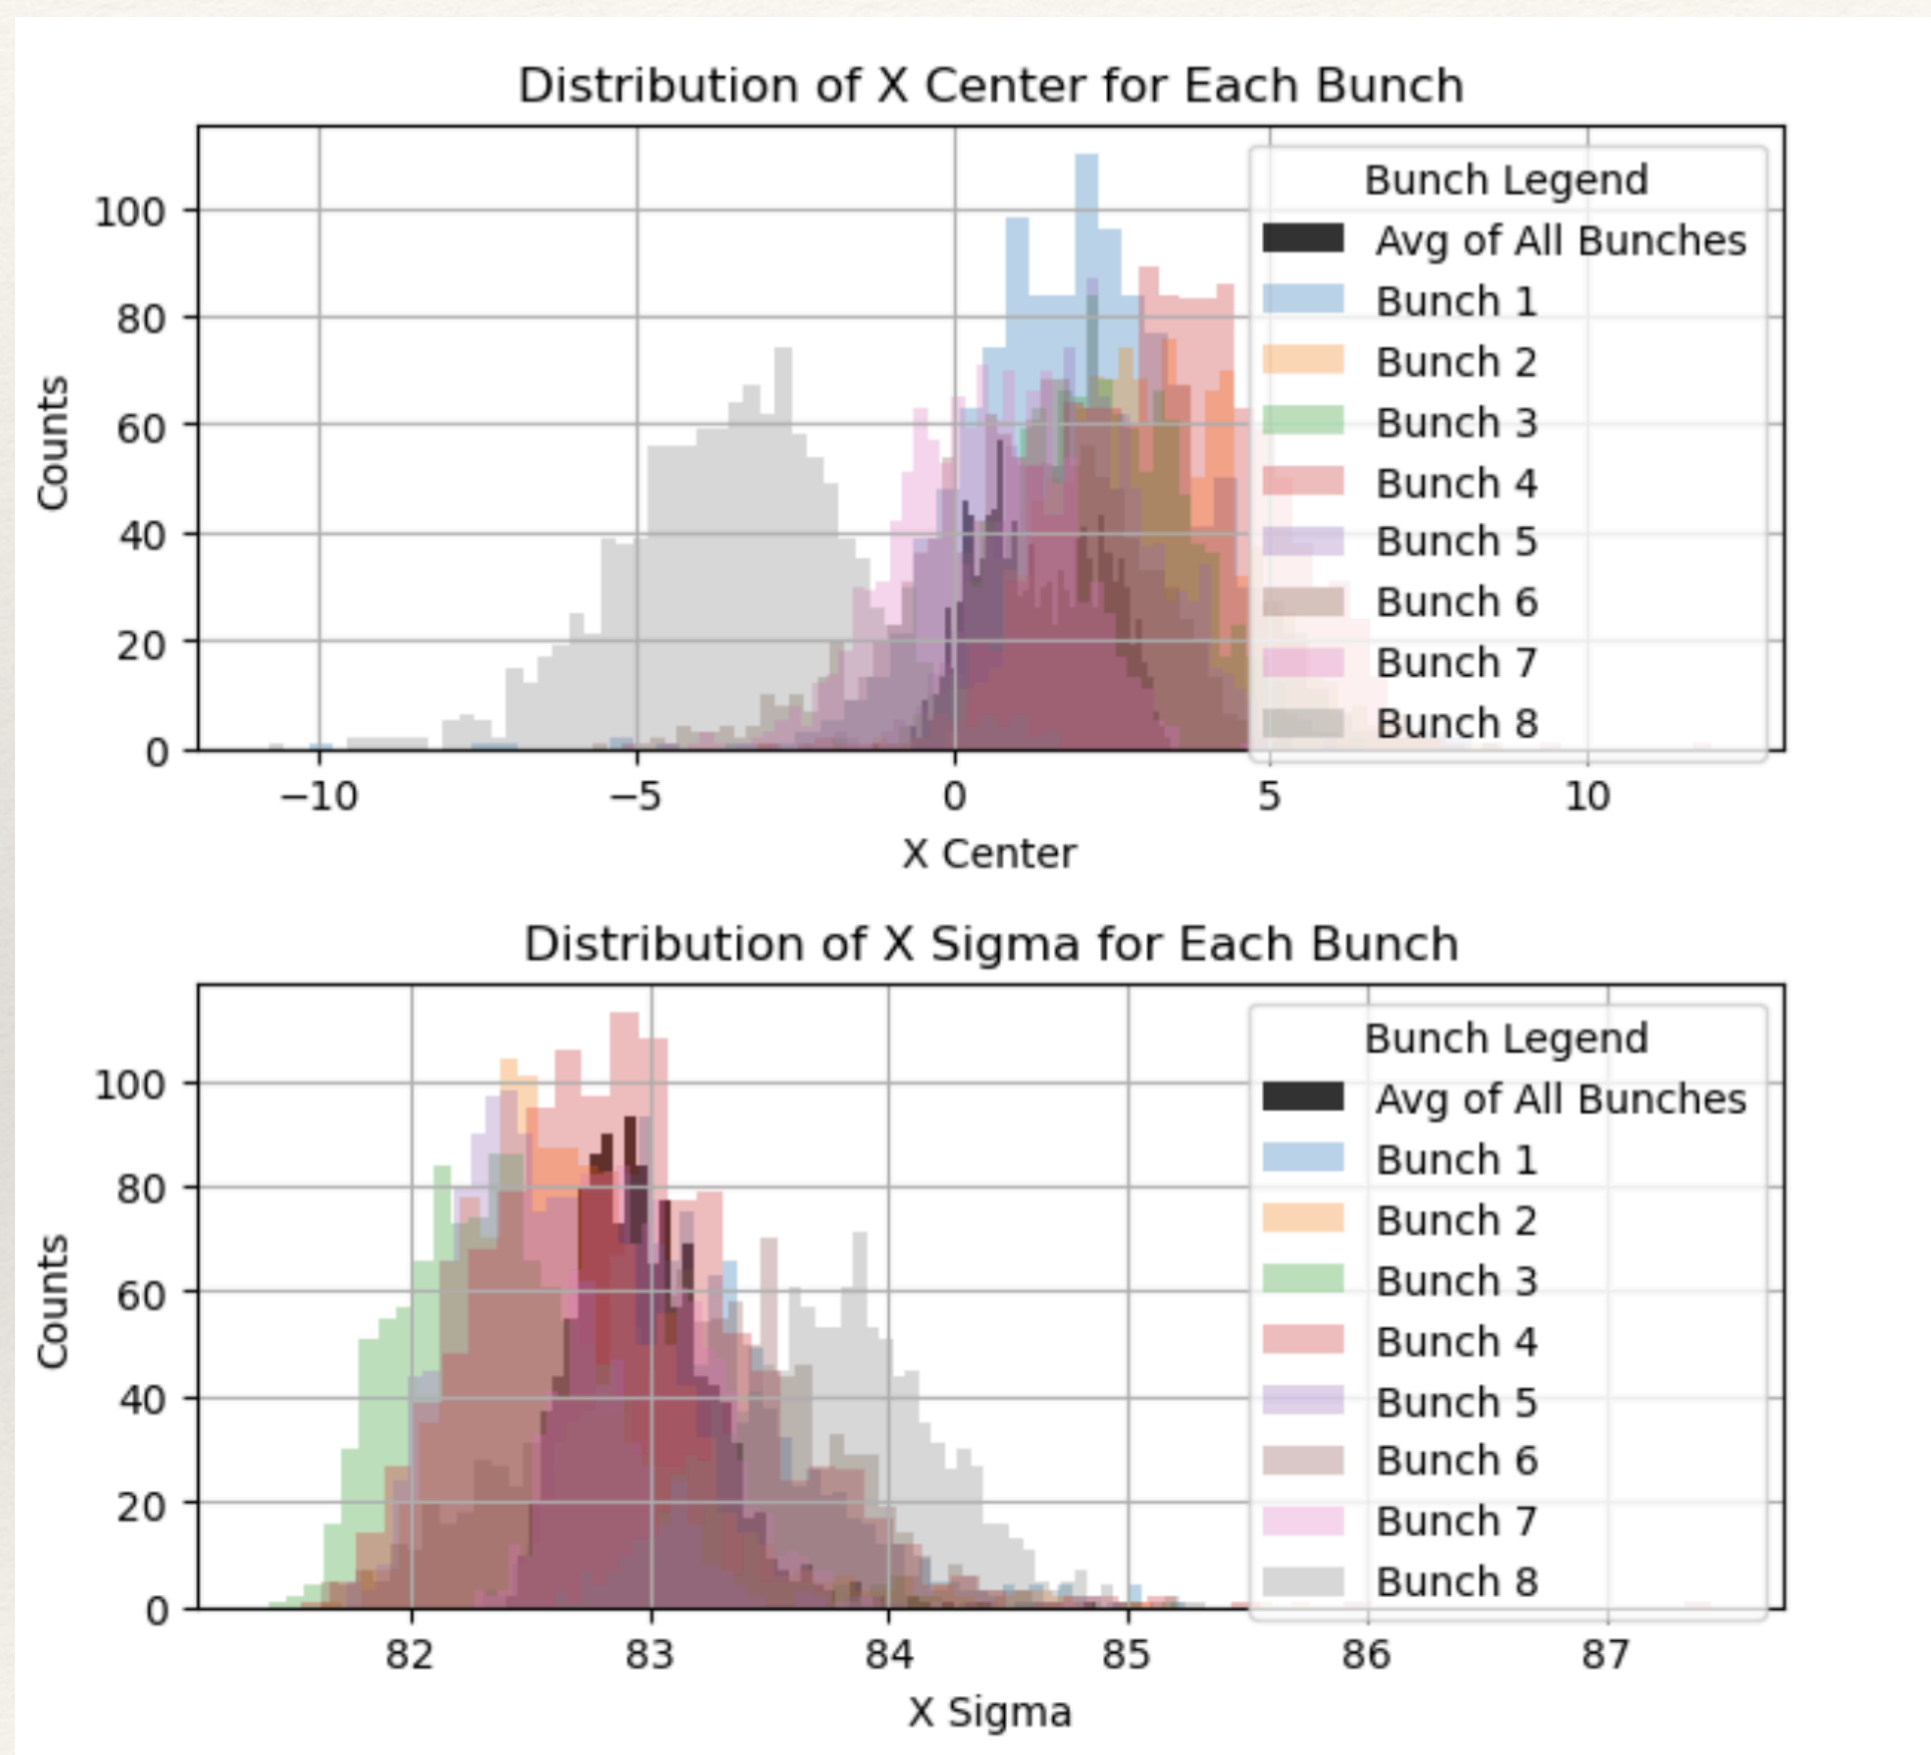 Distribution of X Center for Each Bunch
Counts
100
80
60
40
20
0
−10
−5
0
5
10
X Center
Bunch Legend
Avg of All Bunches
Bunch 1
Bunch 2
Bunch 3
Bunch 4
Bunch 5
Bunch 6
Bunch 7
Bunch 8
Distribution of X Sigma for Each Bunch
Counts
100
80
60
40
20
0
82
83
84
85
86
87
X Sigma
Bunch Legend
Avg of All Bunches
Bunch 1
Bunch 2
Bunch 3
Bunch 4
Bunch 5
Bunch 6
Bunch 7
Bunch 8